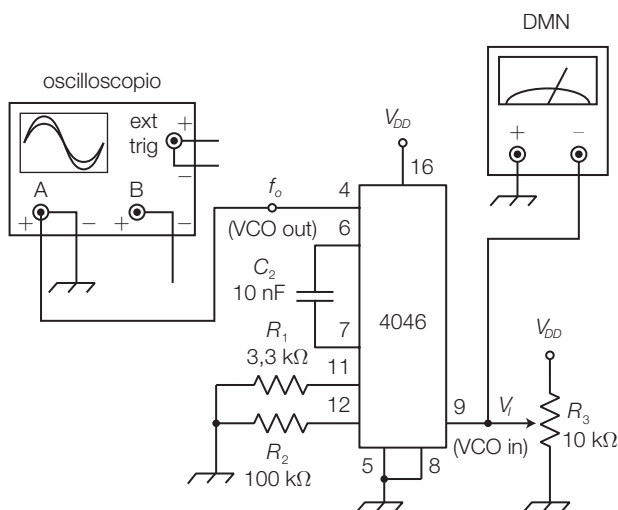 DMN
oscilloscopio
ext
trig
+
−
A
B
+
−
+
−
+
−
V_DD
16
f_o
4
(VCO out)
6
C_2
10 nF
4046
7
R_1
3,3 kΩ
11
12
R_2
100 kΩ
5
8
9
V_I
(VCO in)
V_DD
R_3
10 kΩ